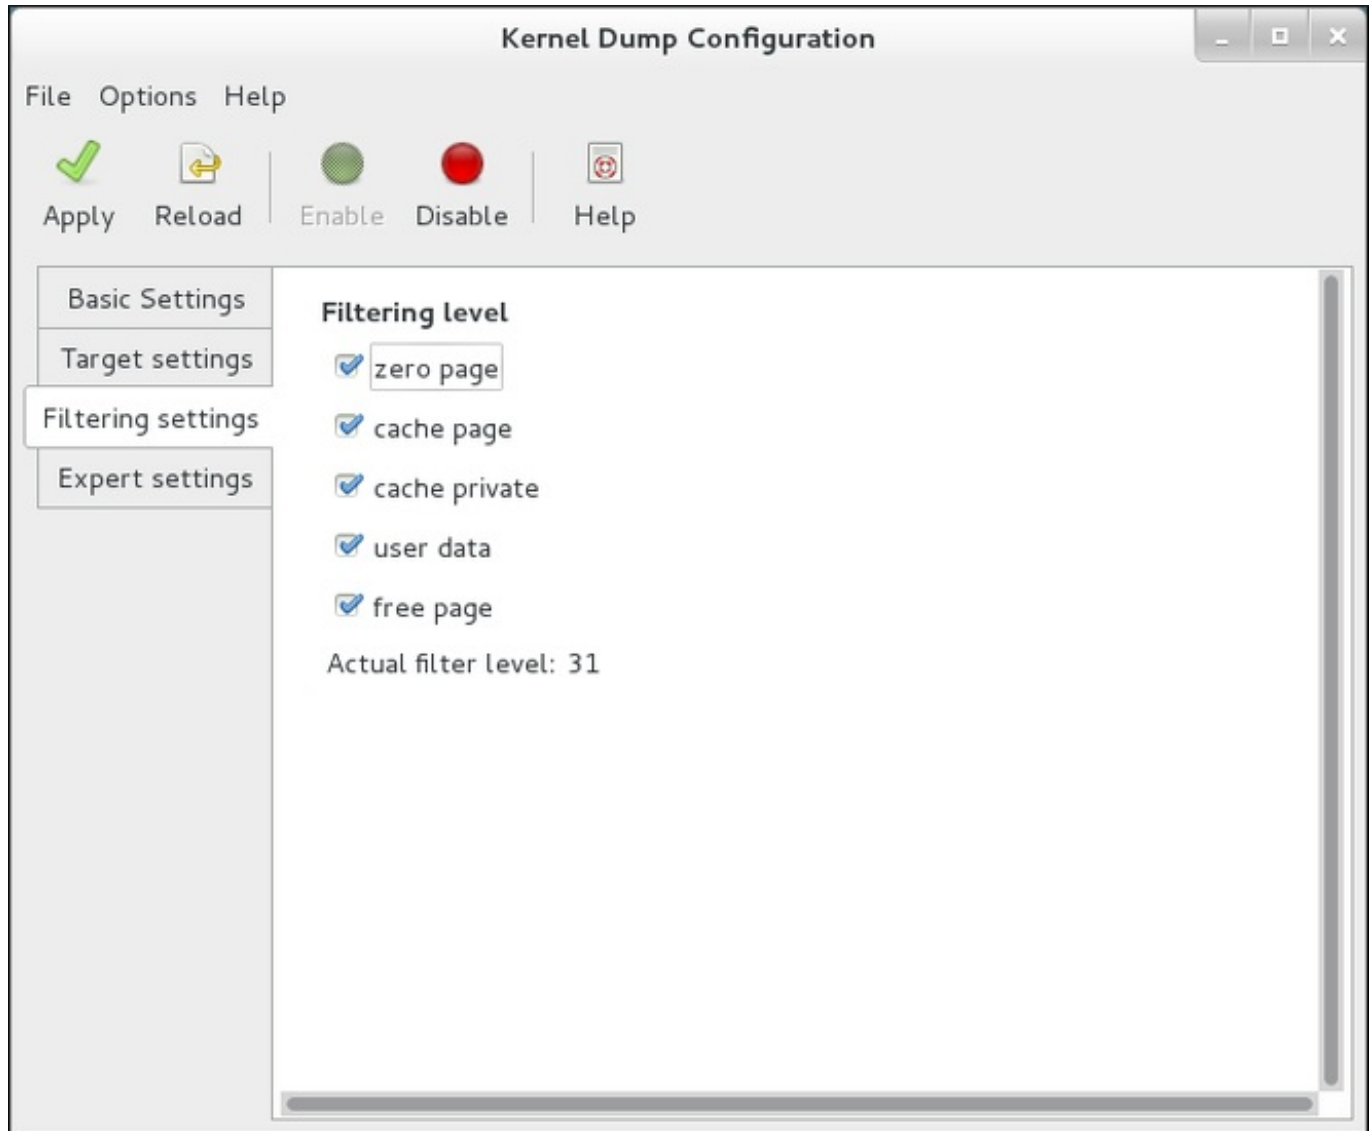 Kernel Dump Configuration
File Options Help
Apply Reload Enable Disable Help
Basic Settings
Target settings
Filtering settings
Expert settings
Filtering level
zero page
cache page
cache private
user data
free page
Actual filter level: 31